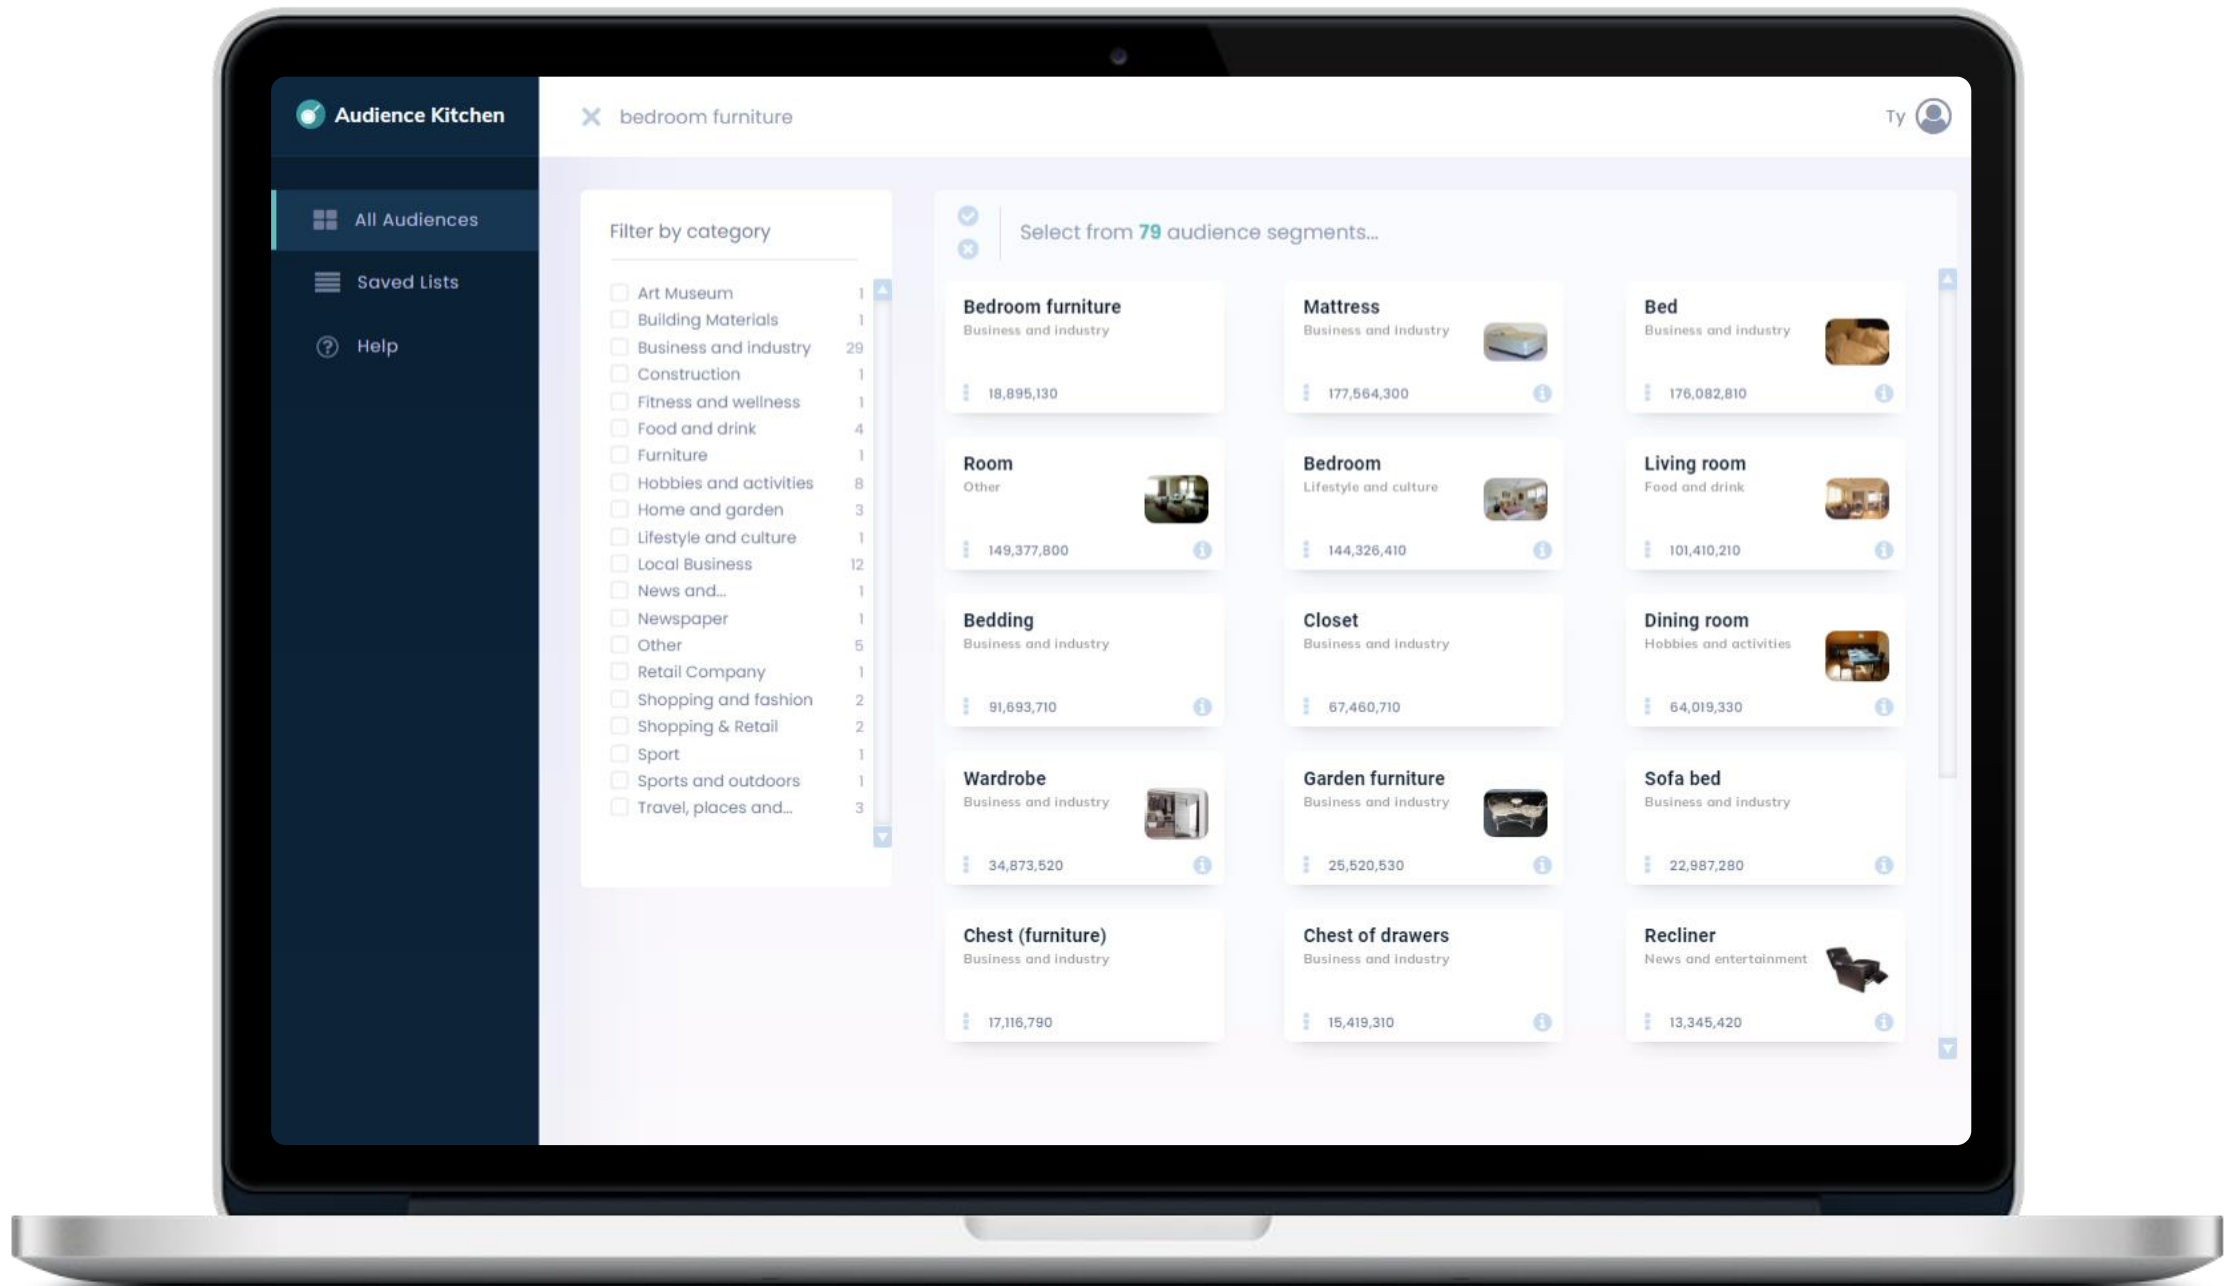 Audience Kitchen
bedroom furniture
Ty
All Audiences
Saved Lists
Help
Filter by category
Art Museum 1
Building Materials 1
Business and industry 29
Construction 1
Fitness and wellness 1
Food and drink 4
Furniture 1
Hobbies and activities 8
Home and garden 3
Lifestyle and culture 1
Local Business 12
News and... 1
Newspaper 1
Other 5
Retail Company 1
Shopping and fashion 2
Shopping & Retail 2
Sport 1
Sports and outdoors 1
Travel, places and... 3
Select from 79 audience segments...
Bedroom furniture
Business and industry
18,895,130
Mattress
Business and industry
177,564,300
Bed
Business and industry
176,082,810
Room
Other
149,377,800
Bedroom
Lifestyle and culture
144,326,410
Living room
Food and drink
101,410,210
Bedding
Business and industry
91,693,710
Closet
Business and industry
67,460,710
Dining room
Hobbies and activities
64,019,330
Wardrobe
Business and industry
34,873,520
Garden furniture
Business and industry
25,520,530
Sofa bed
Business and industry
22,987,280
Chest (furniture)
Business and industry
17,116,790
Chest of drawers
Business and industry
15,419,310
Recliner
News and entertainment
13,345,420